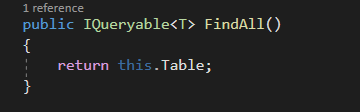 1 reference
public IQueryable<T> FindAll()
{
    return this.Table;
}